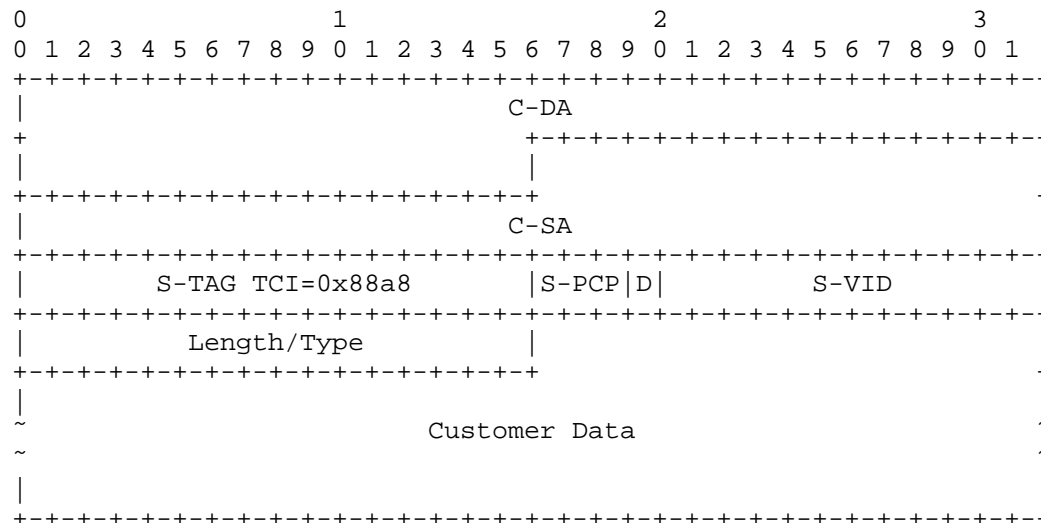 0                   1                   2                   3
0 1 2 3 4 5 6 7 8 9 0 1 2 3 4 5 6 7 8 9 0 1 2 3 4 5 6 7 8 9 0 1
+-+-+-+-+-+-+-+-+-+-+-+-+-+-+-+-+-+-+-+-+-+-+-+-+-+-+-+-+-+-+-+-
|                              C-DA
+                               +-+-+-+-+-+-+-+-+-+-+-+-+-+-+-+-
|                               |
+-+-+-+-+-+-+-+-+-+-+-+-+-+-+-+-+                               -
|                              C-SA
+-+-+-+-+-+-+-+-+-+-+-+-+-+-+-+-+-+-+-+-+-+-+-+-+-+-+-+-+-+-+-+-
|        S-TAG TCI=0x88a8       |S-PCP|D|         S-VID
+-+-+-+-+-+-+-+-+-+-+-+-+-+-+-+-+-+-+-+-+-+-+-+-+-+-+-+-+-+-+-+-
|          Length/Type          |
+-+-+-+-+-+-+-+-+-+-+-+-+-+-+-+-+                               -
|
~                         Customer Data                         ~
~                                                               ~
|
+-+-+-+-+-+-+-+-+-+-+-+-+-+-+-+-+-+-+-+-+-+-+-+-+-+-+-+-+-+-+-+-